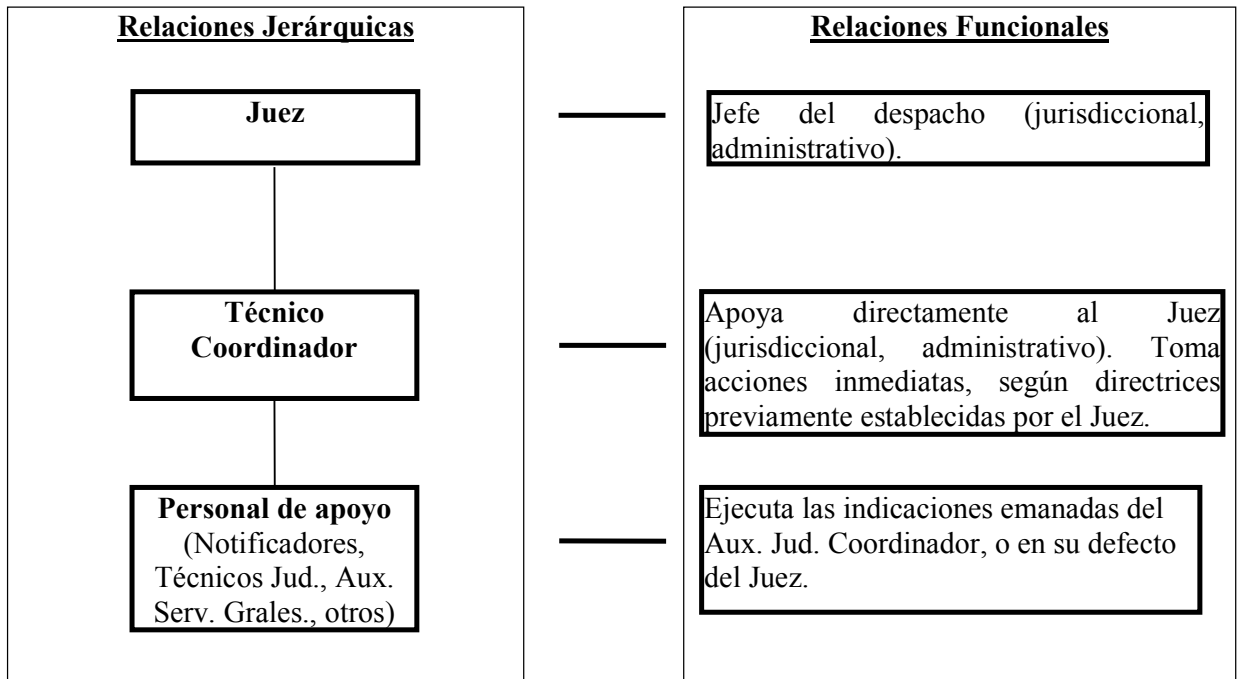 Relaciones Jerárquicas
Juez
Técnico
Coordinador
Personal de apoyo
(Notificadores,
Técnicos Jud., Aux.
Serv. Grales., otros)
Relaciones Funcionales
Jefe del despacho (jurisdiccional,
administrativo).
Apoya directamente al Juez
(jurisdiccional, administrativo). Toma
acciones inmediatas, según directrices
previamente establecidas por el Juez.
Ejecuta las indicaciones emanadas del
Aux. Jud. Coordinador, o en su defecto
del Juez.